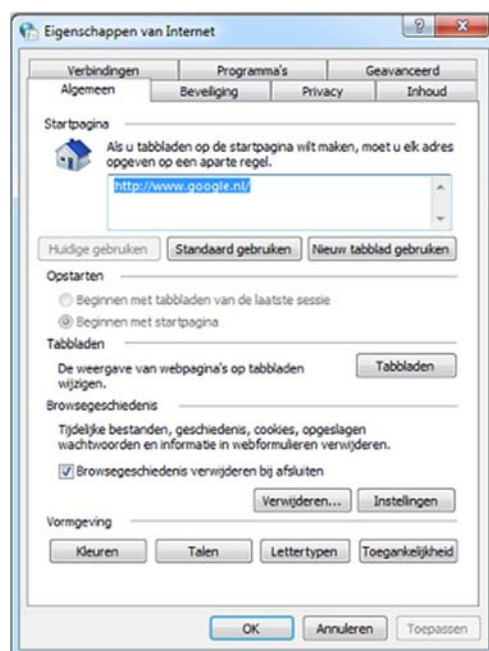 Eigenschappen van Internet
Verbindingen Programma's Geavanceerd
Algemeen Beveiliging Privacy Inhoud
Startpagina
Als u tabbladen op de startpagina wilt maken, moet u elk adres
opgeven op een aparte regel.
http://www.google.nl/
Huidige gebruiken Standaard gebruiken Nieuw tabblad gebruiken
Opstarten
Beginnen met tabbladen van de laatste sessie
Beginnen met startpagina
Tabbladen
De weergave van webpagina's op tabbladen
wijzigen.
Tabbladen
Browsegeschiedenis
Tijdelijke bestanden, geschiedenis, cookies, opgeslagen
wachtwoorden en informatie in webformulieren verwijderen.
Browsegeschiedenis verwijderen bij afsluiten
Verwijderen... Instellingen
Vormgeving
Kleuren Talen Lettertypen Toegankelijkheid
OK Annuleren Toepassen